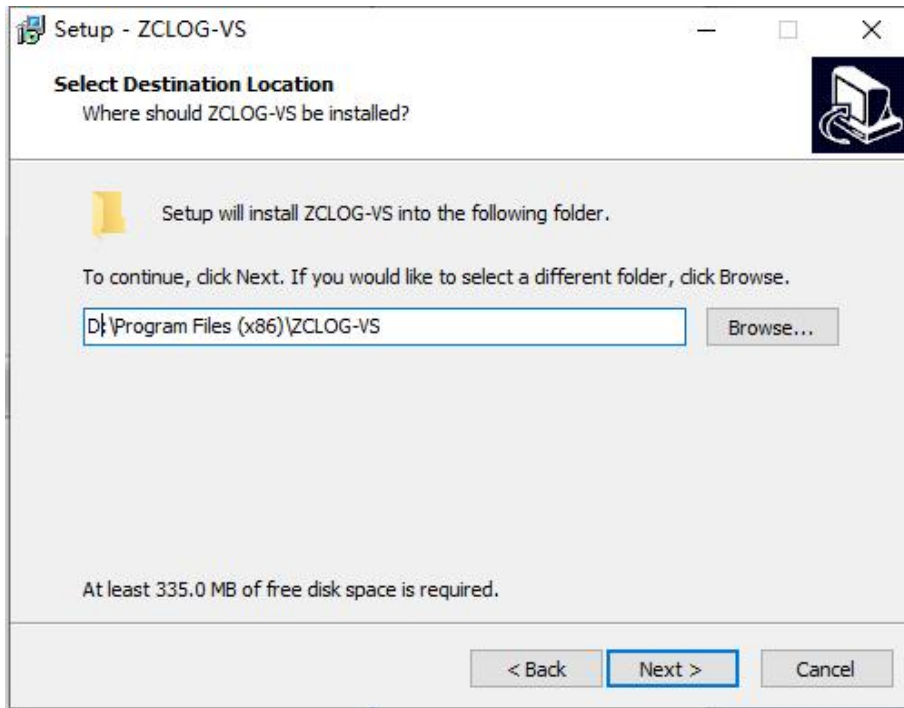 Setup - ZCLOG-VS
Select Destination Location
Where should ZCLOG-VS be installed?
Setup will install ZCLOG-VS into the following folder.
To continue, click Next. If you would like to select a different folder, click Browse.
D:\Program Files (x86)\ZCLOG-VS
Browse...
At least 335.0 MB of free disk space is required.
< Back
Next >
Cancel